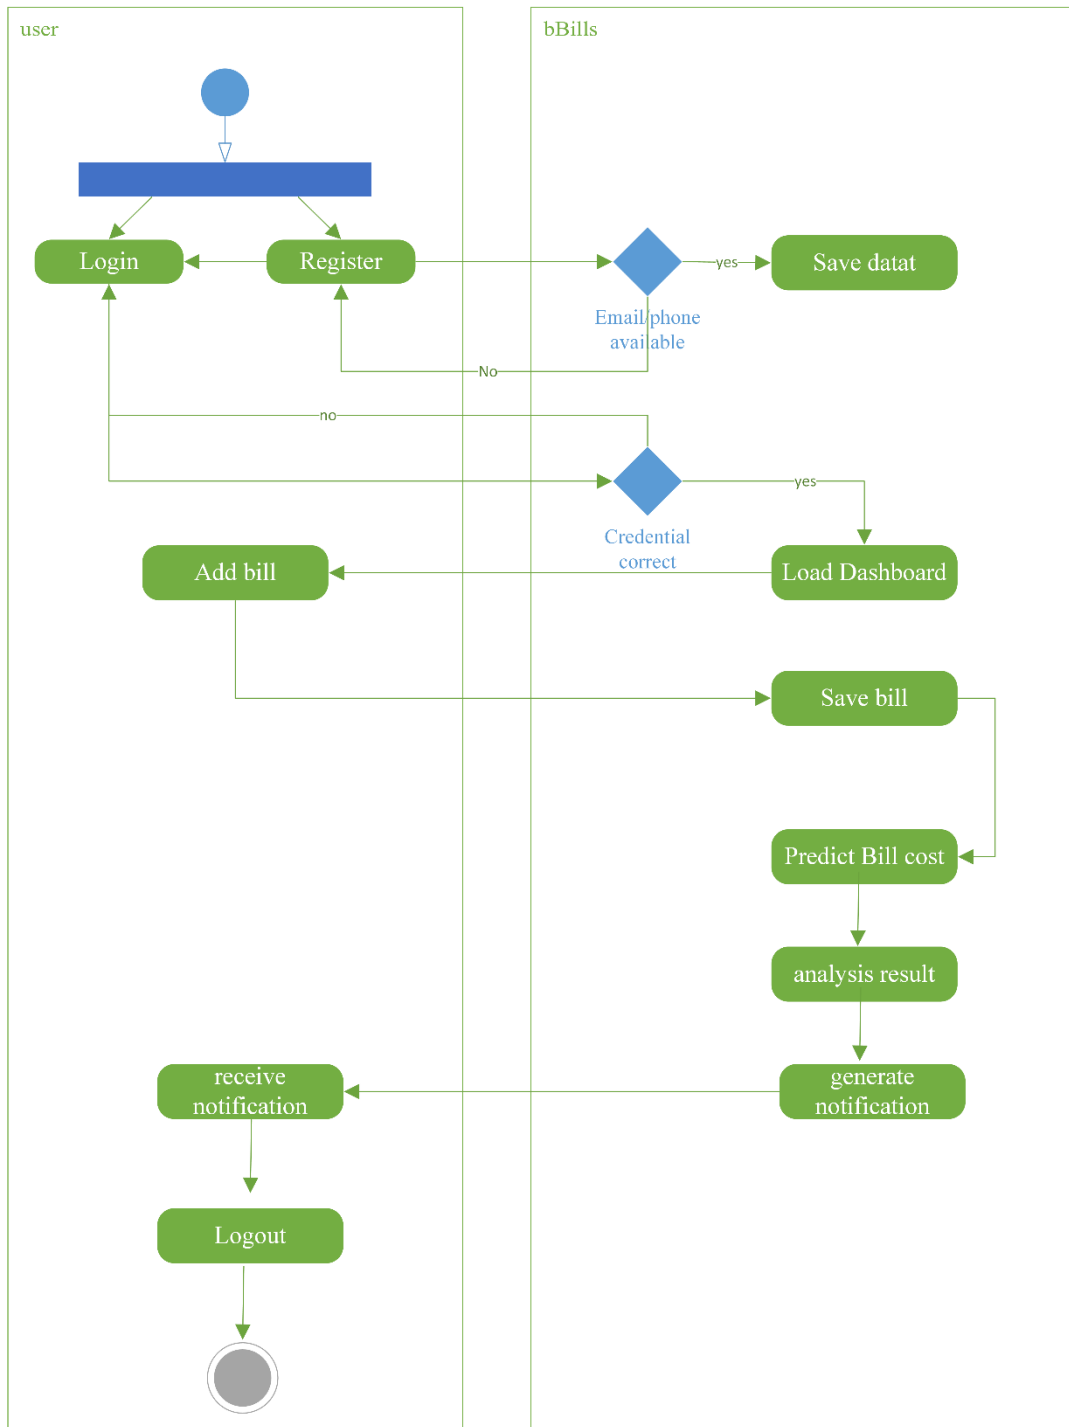 user
bBills
Login
Register
yes
Save datat
Email/phone
available
No
no
yes
Credential
correct
Add bill
Load Dashboard
Save bill
Predict Bill cost
analysis result
receive
notification
generate
notification
Logout